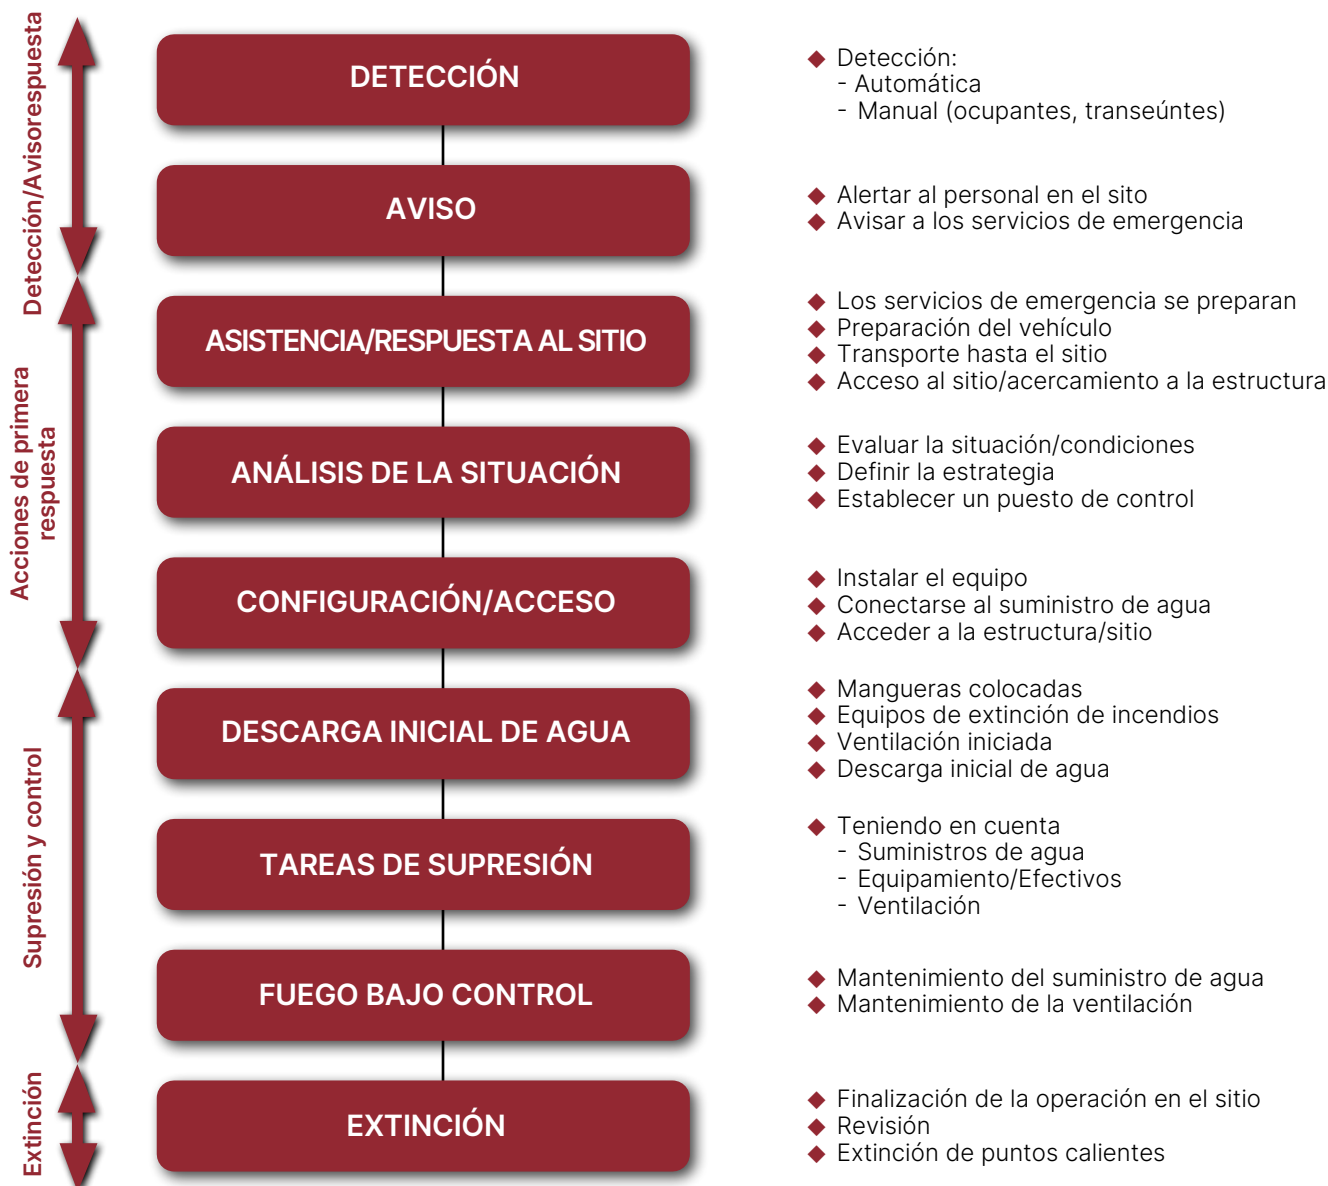 Detección/Avisorespuesta
DETECCIÓN
◆ Detección:
- Automática
- Manual (ocupantes, transeúntes)
AVISO
◆ Alertar al personal en el sito
◆ Avisar a los servicios de emergencia
Acciones de primera
respuesta
ASISTENCIA/RESPUESTA AL SITIO
◆ Los servicios de emergencia se preparan
◆ Preparación del vehículo
◆ Transporte hasta el sitio
◆ Acceso al sitio/acercamiento a la estructura
ANÁLISIS DE LA SITUACIÓN
◆ Evaluar la situación/condiciones
◆ Definir la estrategia
◆ Establecer un puesto de control
CONFIGURACIÓN/ACCESO
◆ Instalar el equipo
◆ Conectarse al suministro de agua
◆ Acceder a la estructura/sitio
Supresión y control
DESCARGA INICIAL DE AGUA
◆ Mangueras colocadas
◆ Equipos de extinción de incendios
◆ Ventilación iniciada
◆ Descarga inicial de agua
TAREAS DE SUPRESIÓN
◆ Teniendo en cuenta
- Suministros de agua
- Equipamiento/Efectivos
- Ventilación
FUEGO BAJO CONTROL
◆ Mantenimiento del suministro de agua
◆ Mantenimiento de la ventilación
Extinción
EXTINCIÓN
◆ Finalización de la operación en el sitio
◆ Revisión
◆ Extinción de puntos calientes